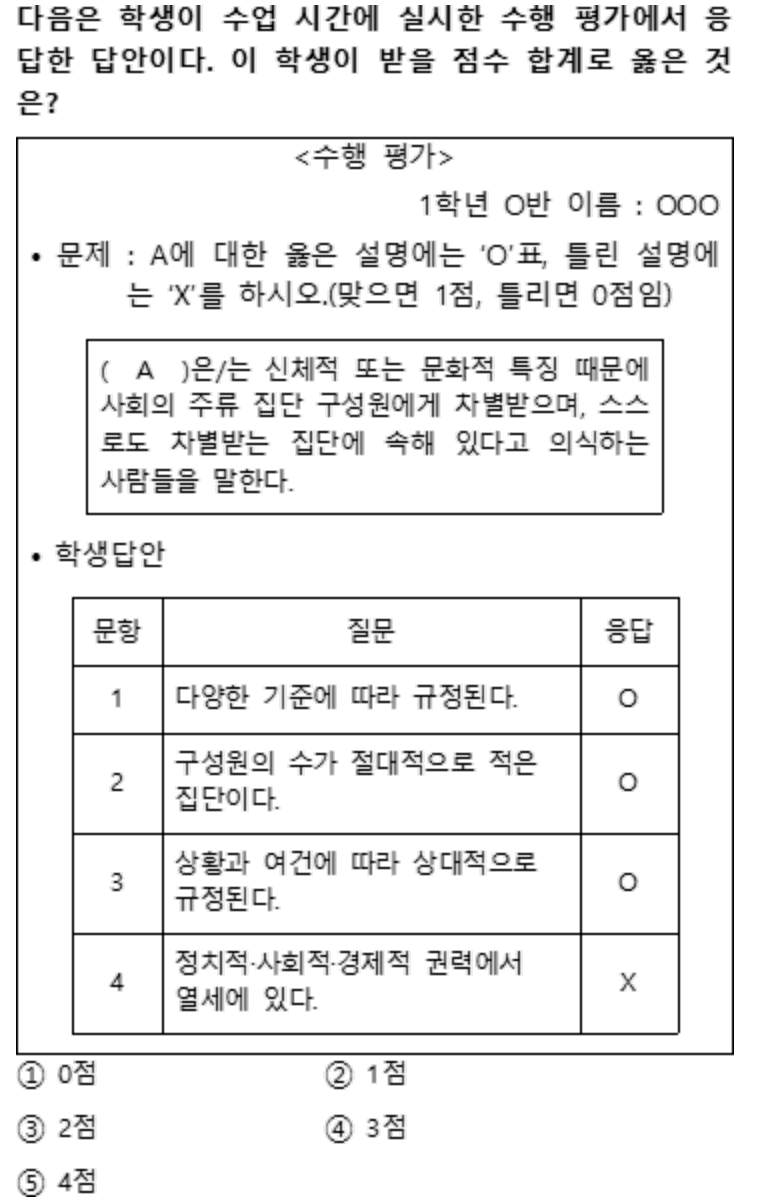 다음은 학생이 수업 시간에 실시한 수행 평가에서 응
답한 답안이다. 이 학생이 받을 점수 합계로 옳은 것
은?
<수행 평가>
1학년 O반 이름 : OOO
• 문제 : A에 대한 옳은 설명에는 'O'표, 틀린 설명에
는 'X'를 하시오.(맞으면 1점, 틀리면 0점임)
( A )은/는 신체적 또는 문화적 특징 때문에
사회의 주류 집단 구성원에게 차별받으며, 스스
로도 차별받는 집단에 속해 있다고 의식하는
사람들을 말한다.
• 학생답안
문항 질문 응답
1 다양한 기준에 따라 규정된다. O
2 구성원의 수가 절대적으로 적은
집단이다. O
3 상황과 여건에 따라 상대적으로
규정된다. O
4 정치적·사회적·경제적 권력에서
열세에 있다. X
① 0점 ② 1점
③ 2점 ④ 3점
⑤ 4점